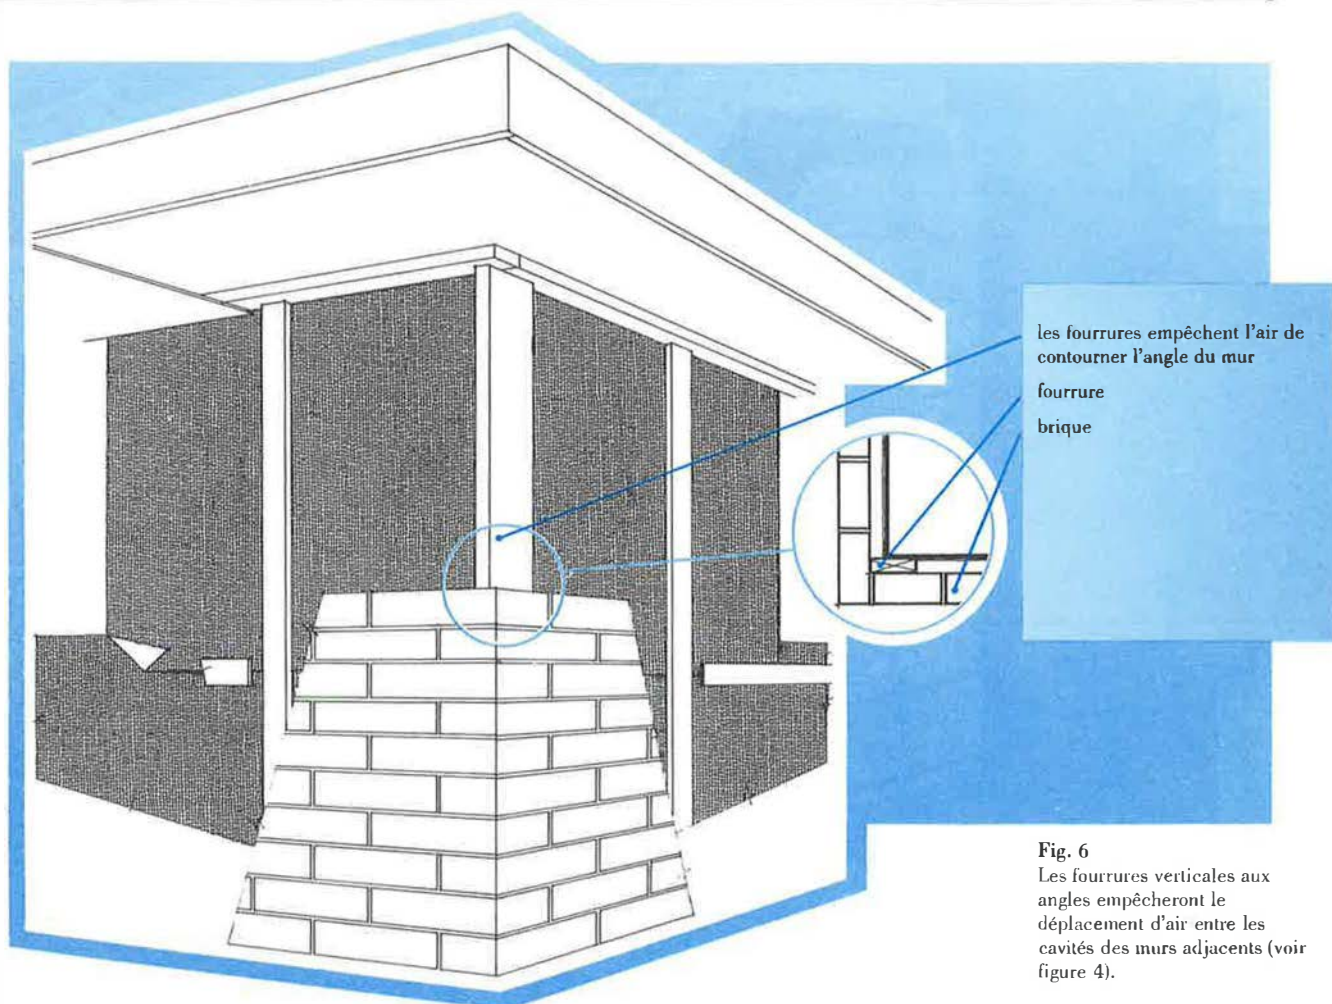 les fourrures empêchent l'air de
contourner l'angle du mur
fourrure
brique
Fig. 6
Les fourrures verticales aux
angles empêcheront le
déplacement d'air entre les
cavités des murs adjacents (voir
figure 4).